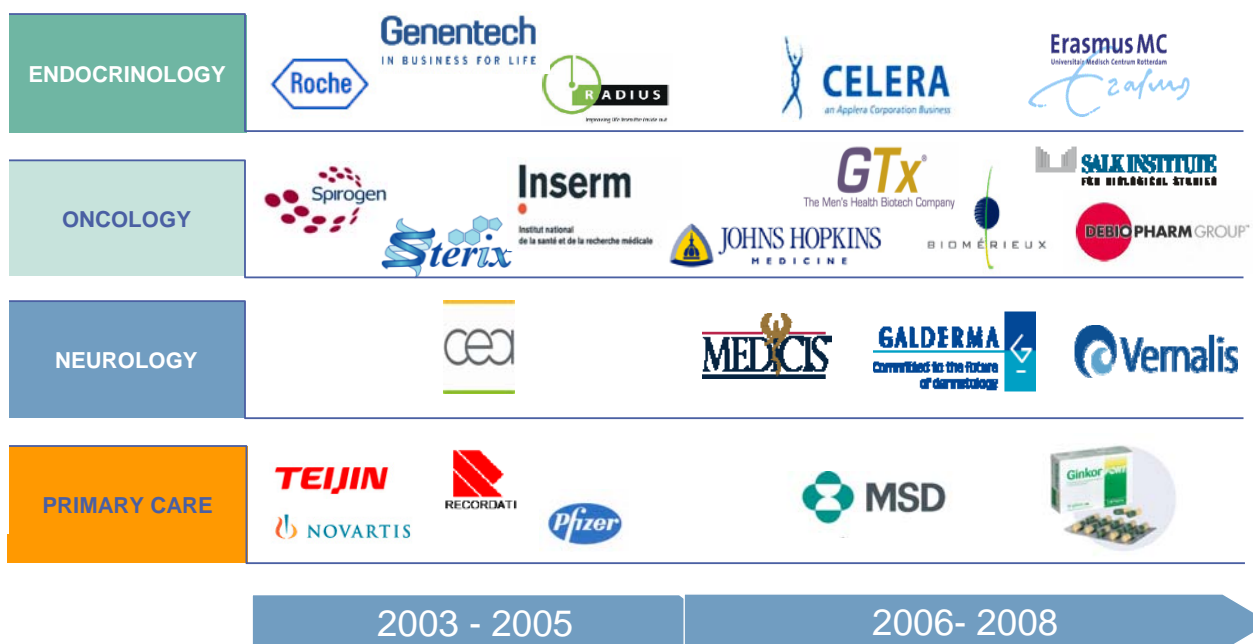 ENDOCRINOLOGY
Roche
Genentech
IN BUSINESS FOR LIFE
RADIUS
CELERA
an Applera Corporation Business
Erasmus MC
Universitair Medisch Centrum Rotterdam
Erasmus
ONCOLOGY
Spirogen
Sterix
Inserm
Institut national
de la santé et de la recherche médicale
JOHNS HOPKINS
MEDICINE
GTx®
The Men's Health Biotech Company
BIOMÉRIEUX
SALK INSTITUTE
FOR BIOLOGICAL STUDIES
DEBIOPHARM GROUP™
NEUROLOGY
cea
MEDICIS
GALDERMA
Committed to the future
of dermatology
Vernalis
PRIMARY CARE
TEIJIN
NOVARTIS
RECORDATI
Pfizer
MSD
Ginkor
2003 - 2005
2006- 2008